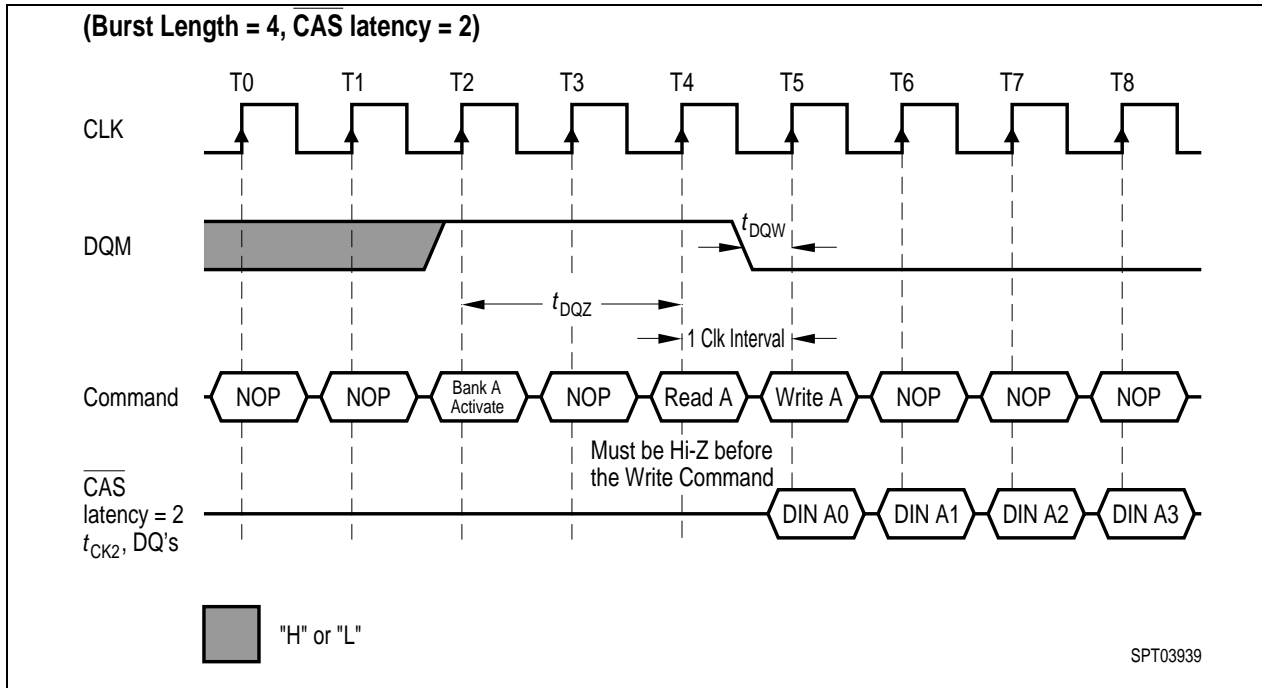 (Burst Length = 4, CAS latency = 2)
T0 T1 T2 T3 T4 T5 T6 T7 T8
CLK
DQM
tDQW
tDQZ
1 Clk Interval
Command
NOP NOP Bank A Activate NOP Read A Write A NOP NOP NOP
Must be Hi-Z before
the Write Command
CAS
latency = 2
tCK2, DQ's
DIN A0 DIN A1 DIN A2 DIN A3
"H" or "L"
SPT03939